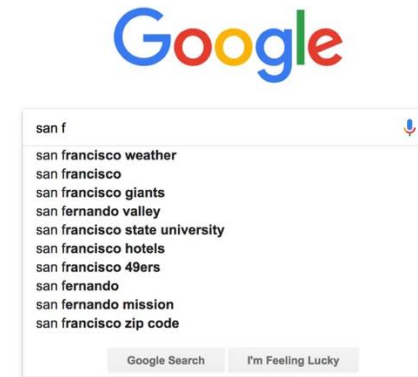 Google
san f
san francisco weather
san francisco
san francisco giants
san fernando valley
san francisco state university
san francisco hotels
san francisco 49ers
san fernando
san fernando mission
san francisco zip code
Google Search I'm Feeling Lucky